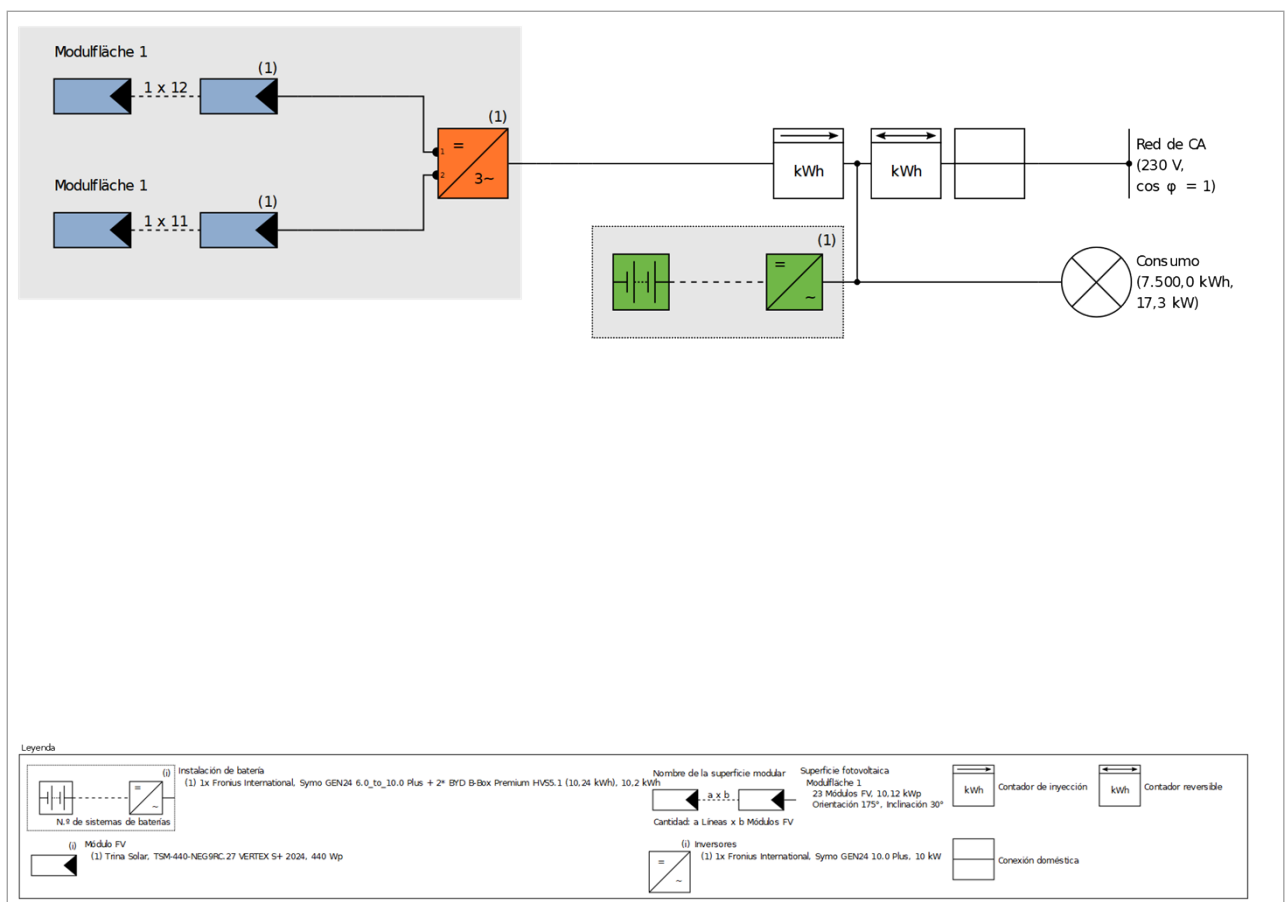 Modulfläche 1
(1)
1 x 12
(1)
=
1
2
3~
kWh
kWh
Red de CA
(230 V,
cos φ = 1)
Modulfläche 1
(1)
1 x 11
(1)
=
~
Consumo
(7.500,0 kWh,
17,3 kW)
Leyenda
(i)
=
~
N.º de sistemas de baterías
Instalación de batería
(1) 1x Fronius International, Symo GEN24 6.0_to_10.0 Plus + 2* BYD B-Box Premium HVS5.1 (10,24 kWh), 10,2 kWh
Nombre de la superficie modular
a x b
Cantidad: a Líneas x b Módulos FV
Superficie fotovoltaica
Modulfläche 1
23 Módulos FV, 10,12 kWp
Orientación 175°, Inclinación 30°
kWh
Contador de inyección
kWh
Contador reversible
(i) Módulo FV
(1) Trina Solar, TSM-440-NEG9RC.27 VERTEX S+ 2024, 440 Wp
(i) Inversores
=
~
(1) 1x Fronius International, Symo GEN24 10.0 Plus, 10 kW
Conexión doméstica